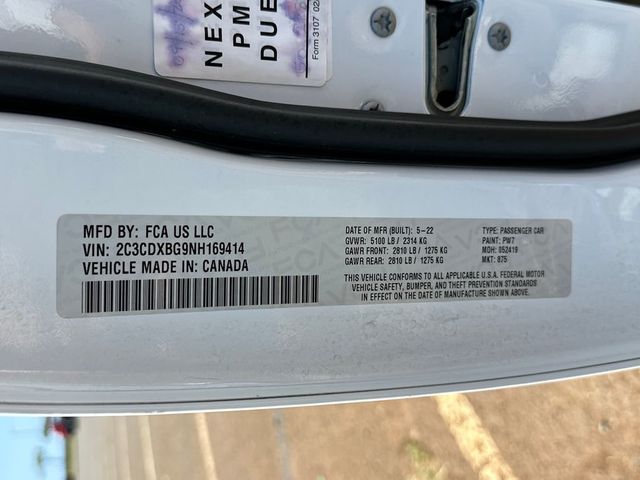 NEX
PM
DUE
Form 3107 02
MFD BY: FCA US LLC
VIN: 2C3CDXBG9NH169414
VEHICLE MADE IN: CANADA
DATE OF MFR (BUILT): 5-22
GVWR: 5100 LB / 2314 KG
GAWR FRONT: 2810 LB / 1275 KG
GAWR REAR: 2810 LB / 1275 KG
TYPE: PASSENGER CAR
PAINT: PW7
MDH: 052419
MKT: 875
THIS VEHICLE CONFORMS TO ALL APPLICABLE U.S.A. FEDERAL MOTOR
VEHICLE SAFETY, BUMPER, AND THEFT PREVENTION STANDARDS
IN EFFECT ON THE DATE OF MANUFACTURE SHOWN ABOVE.